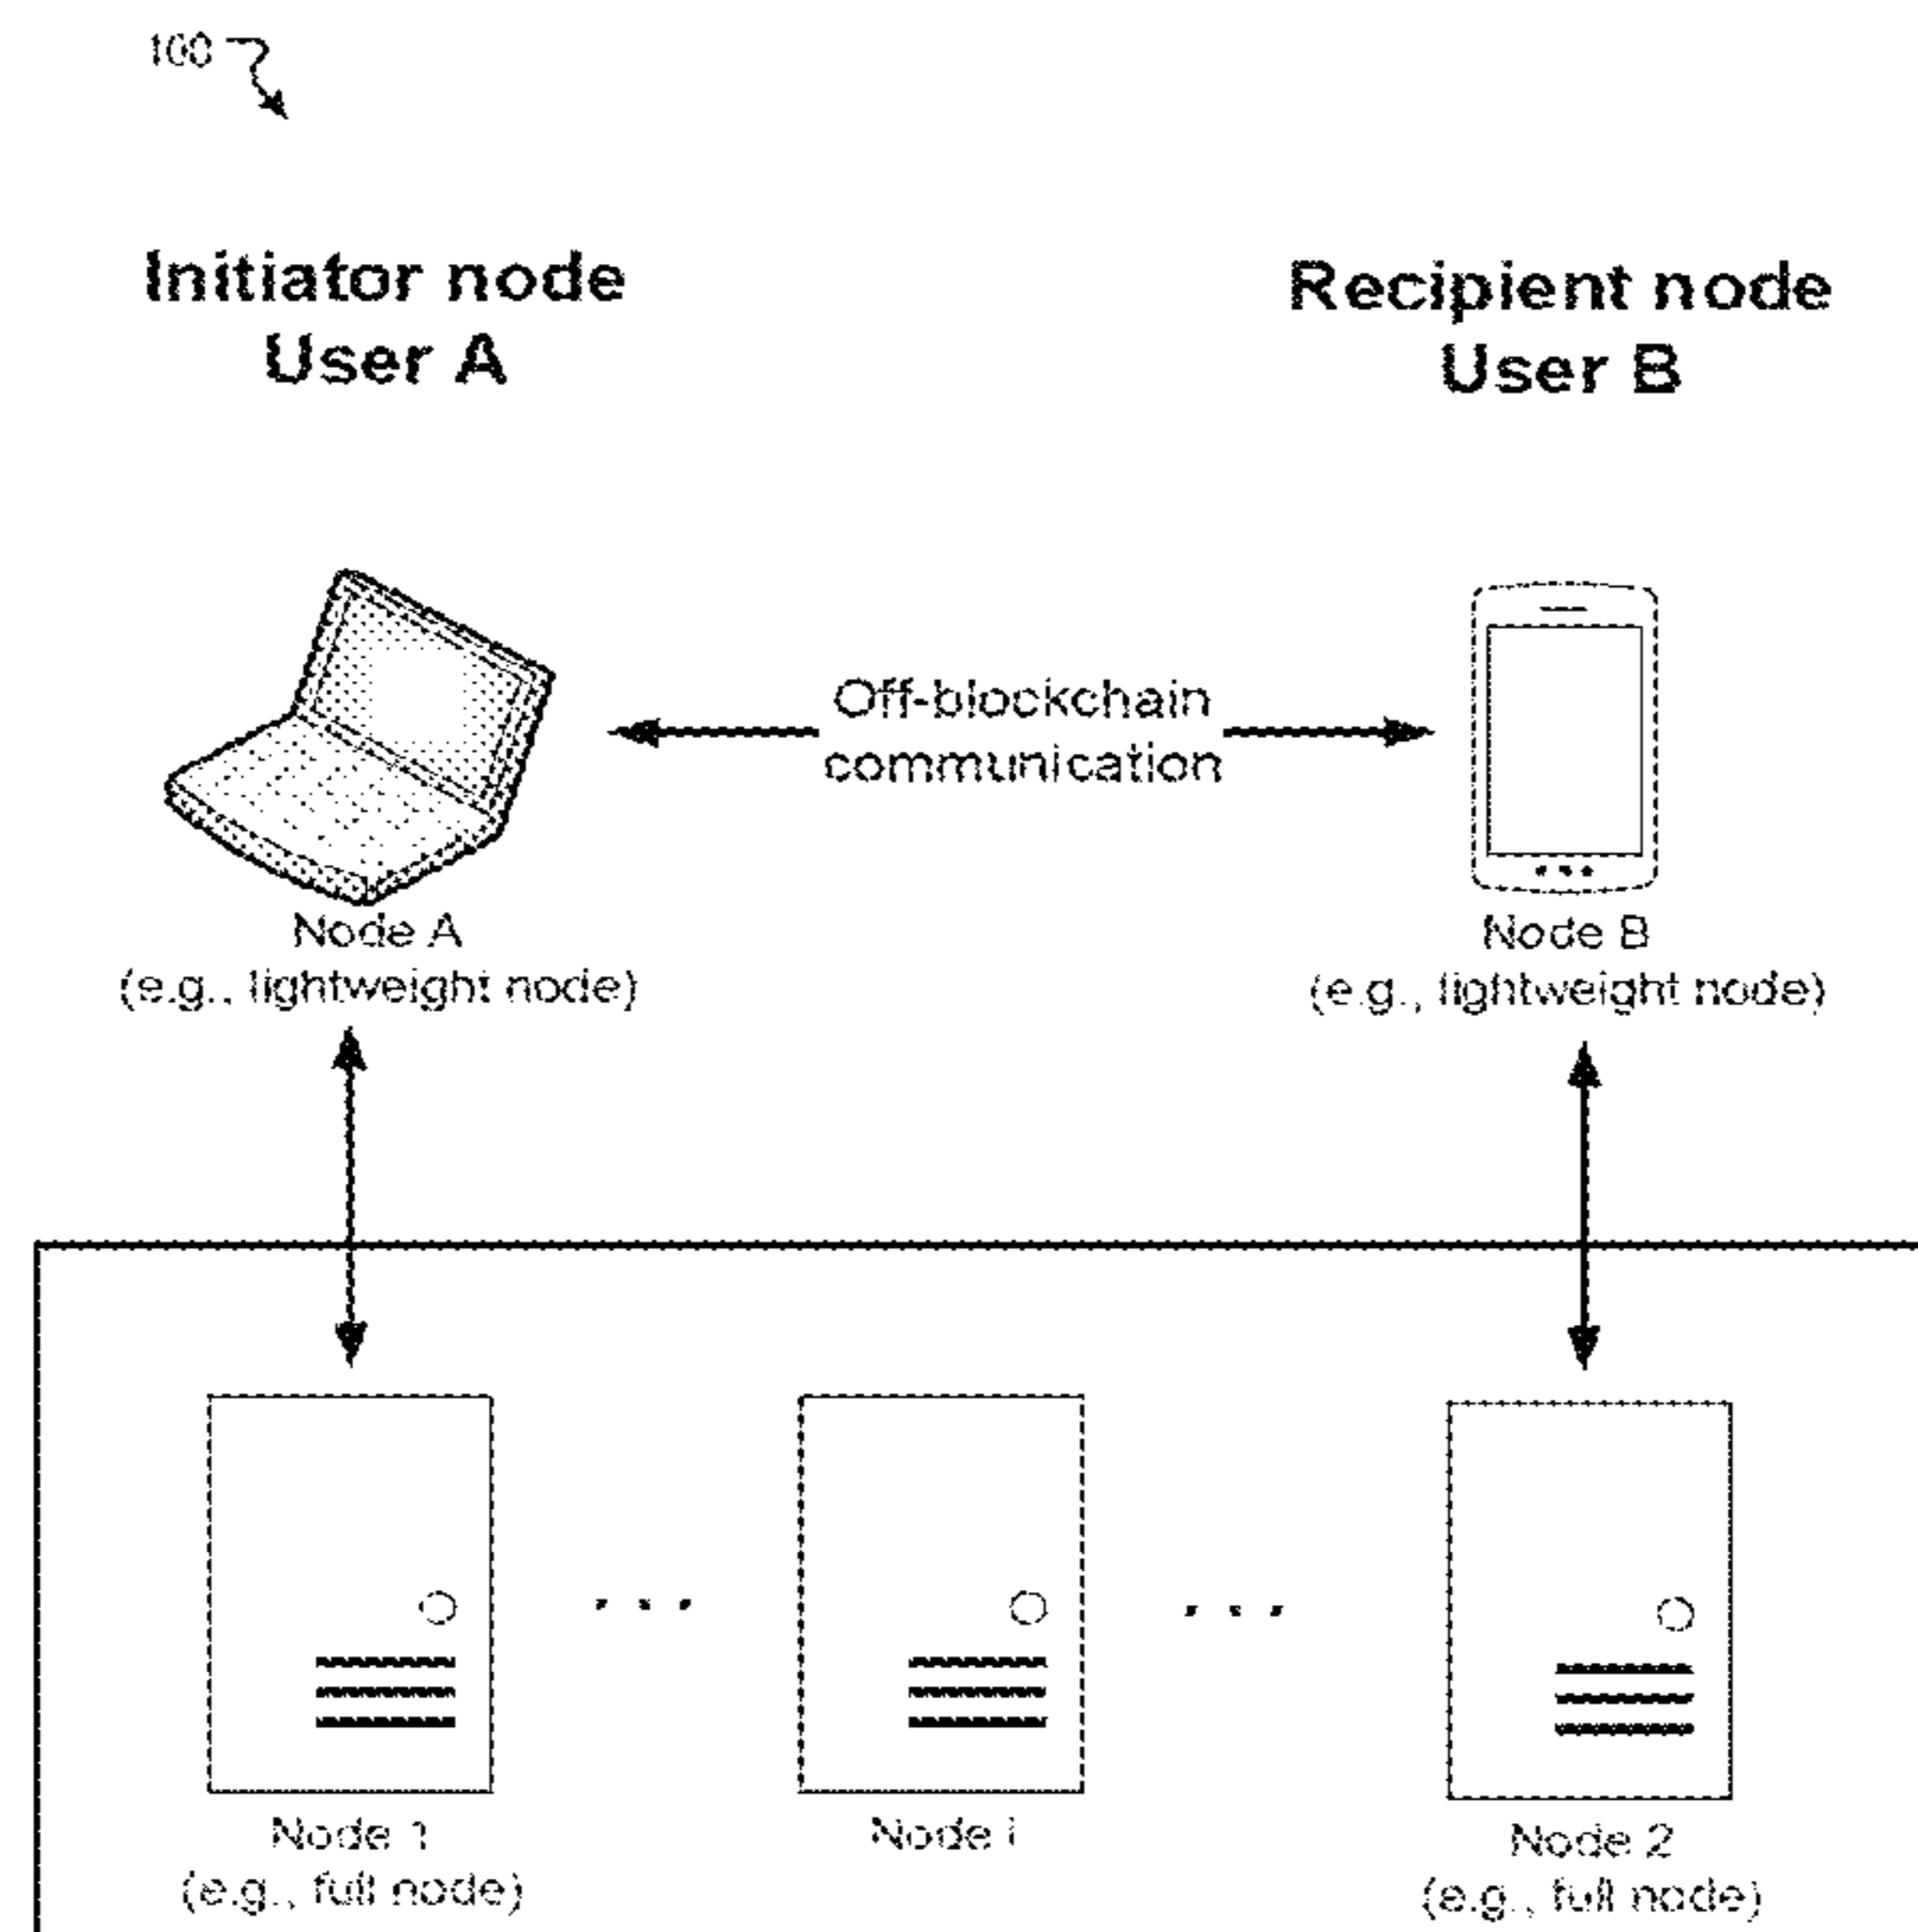 100
Initiator node
User A
Recipient node
User B
Off-blockchain
communication
Node A
(e.g., lightweight node)
Node B
(e.g., lightweight node)
Node 1
(e.g., full node)
Node i
Node 2
(e.g., full node)